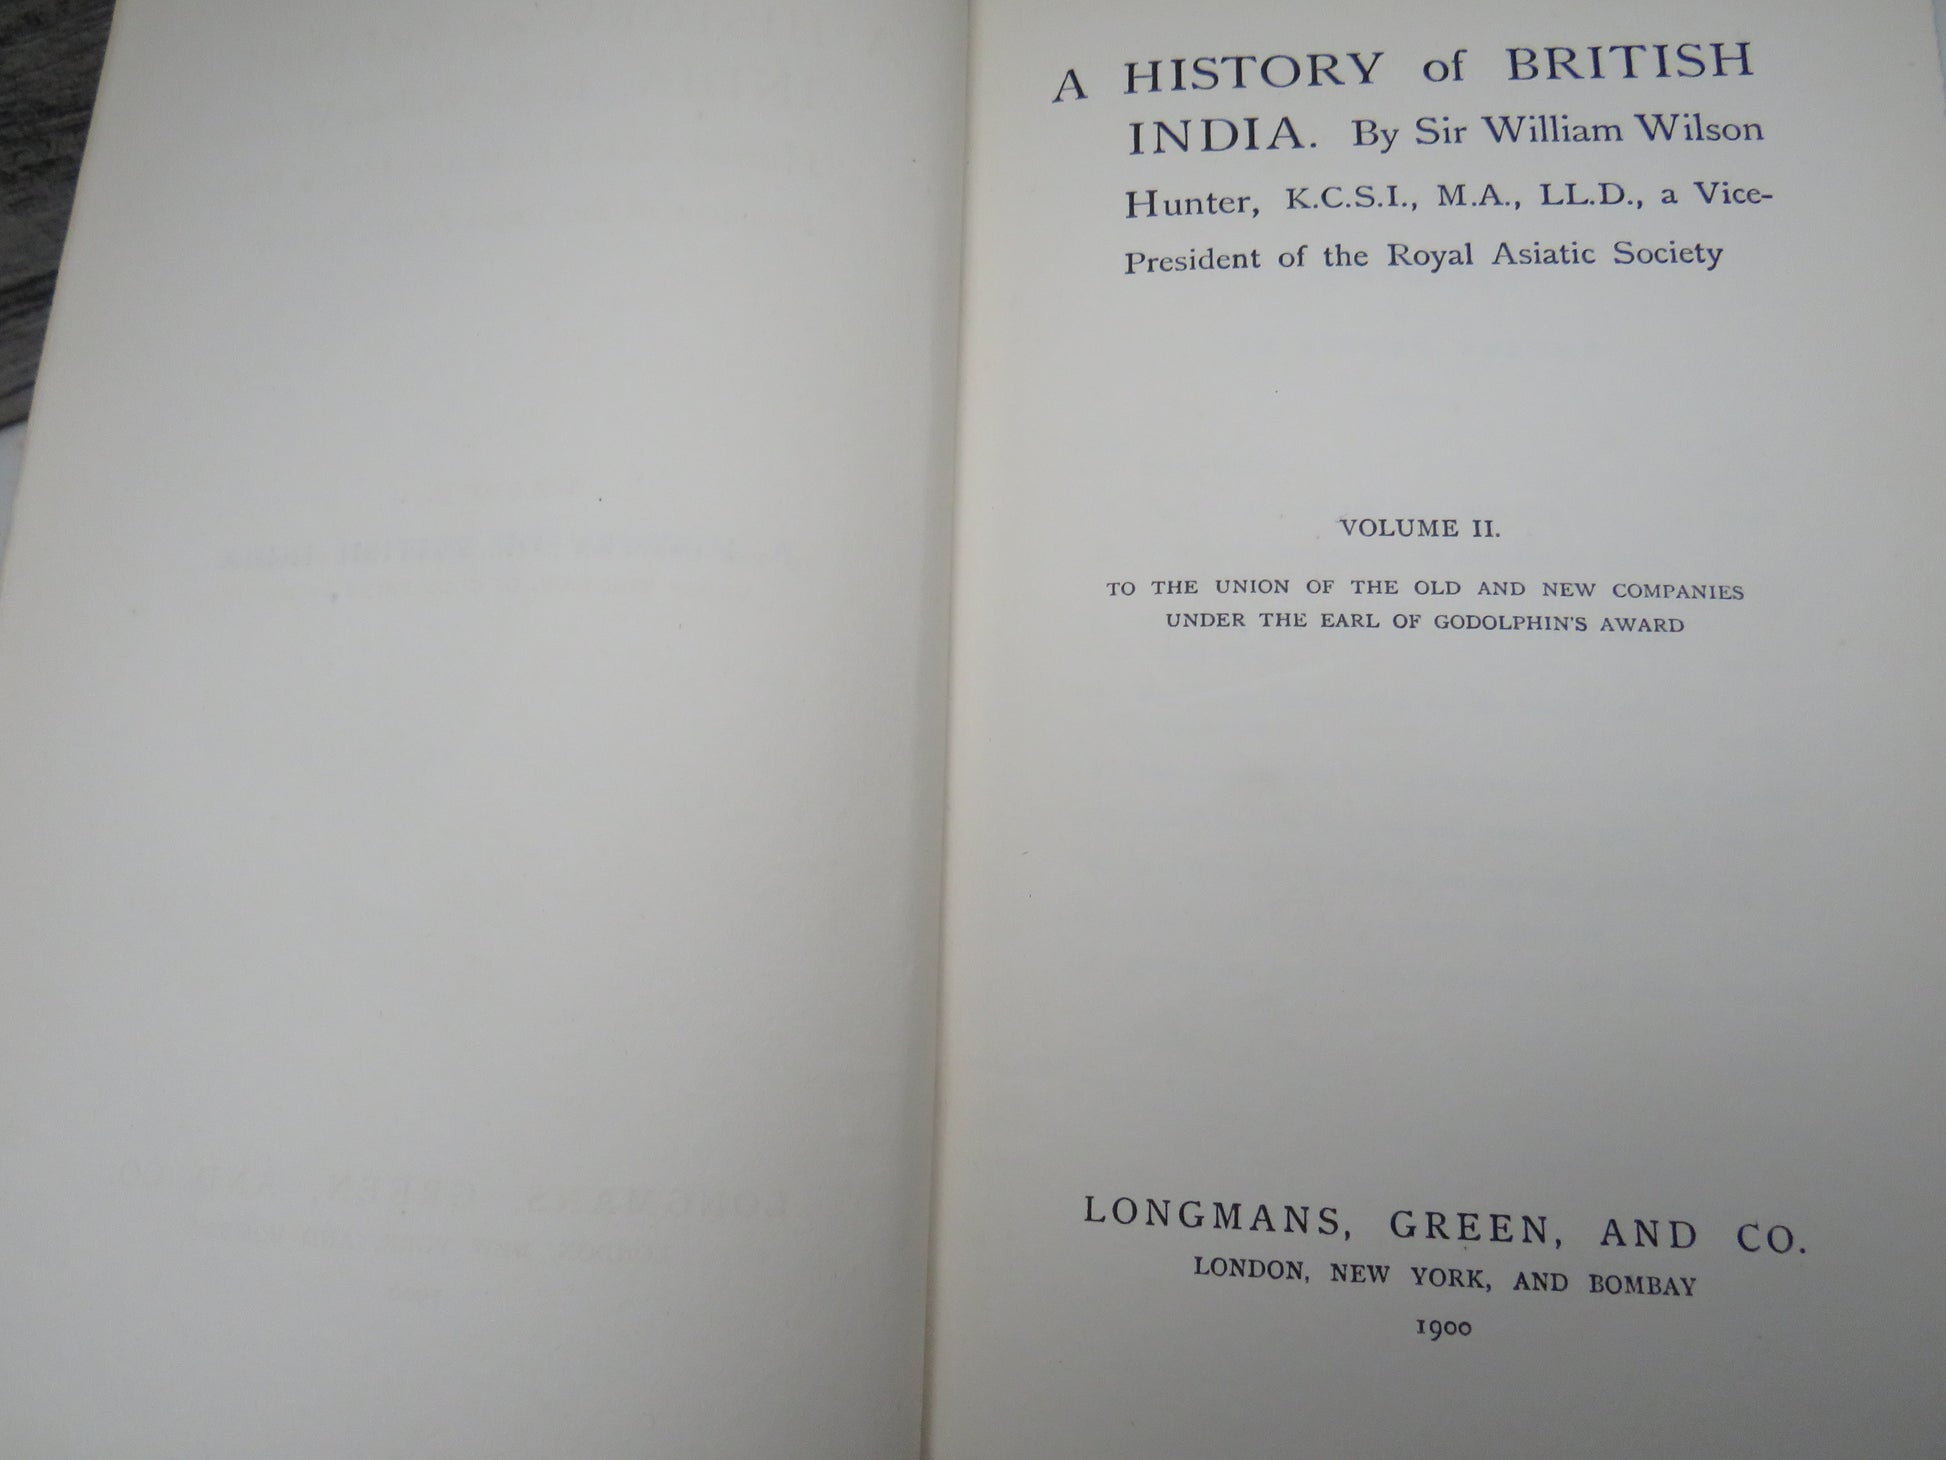 A HISTORY of BRITISH
INDIA. By Sir William Wilson
Hunter, K.C.S.I., M.A., LL.D., a Vice-
President of the Royal Asiatic Society
VOLUME II.
TO THE UNION OF THE OLD AND NEW COMPANIES
UNDER THE EARL OF GODOLPHIN'S AWARD
LONGMANS, GREEN, AND CO.
LONDON, NEW YORK, AND BOMBAY
1900